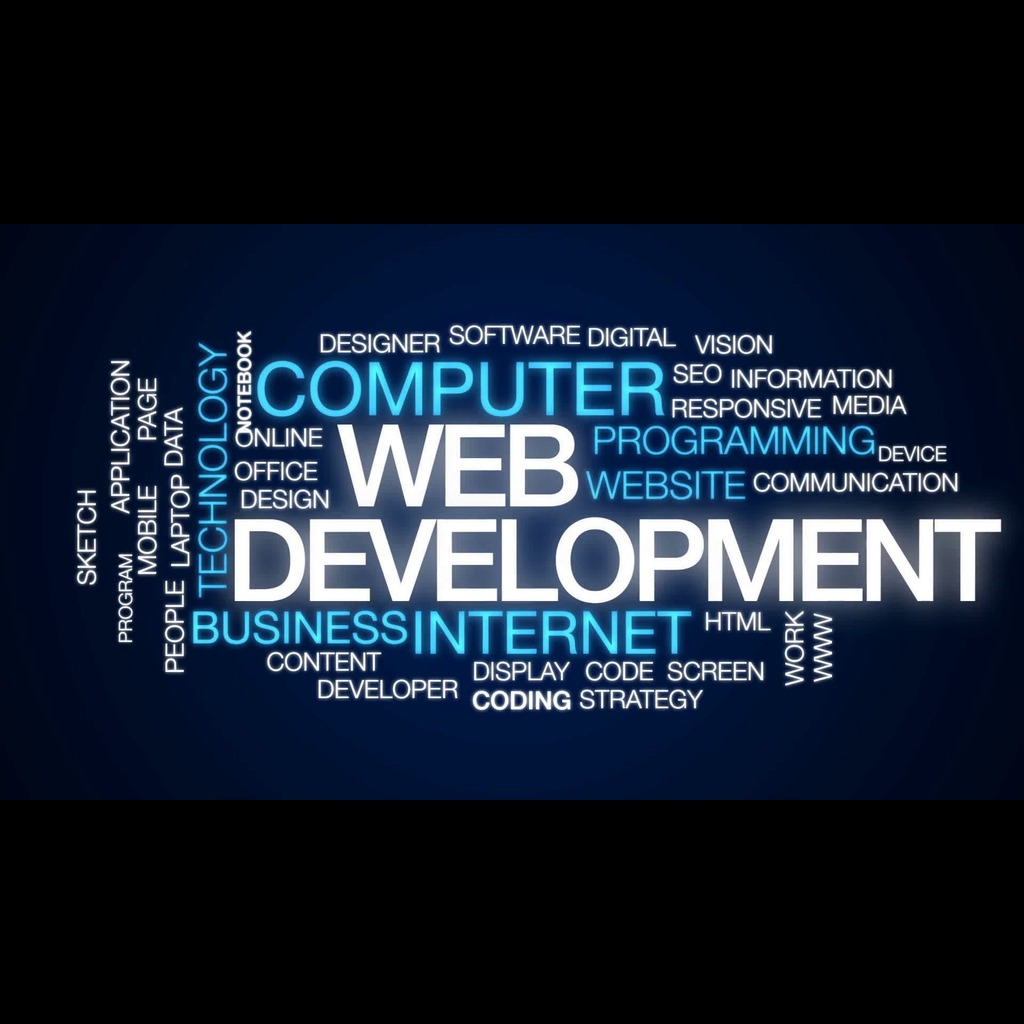 DESIGNER SOFTWARE DIGITAL VISION
NOTEBOOK
COMPUTER
SEO INFORMATION
RESPONSIVE MEDIA
TECHNOLOGY
APPLICATION
PAGE
DATA
ONLINE
WEB
PROGRAMMING
DEVICE
OFFICE
WEBSITE COMMUNICATION
DESIGN
SKETCH
MOBILE
LAPTOP
DEVELOPMENT
PROGRAM
PEOPLE
BUSINESS INTERNET
HTML
WORK
WWW
CONTENT
DISPLAY CODE SCREEN
DEVELOPER
CODING STRATEGY